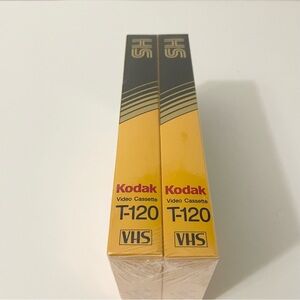 HS
Kodak
Video Cassette
T-120
VHS
HS
Kodak
Video Cassette
T-120
VHS